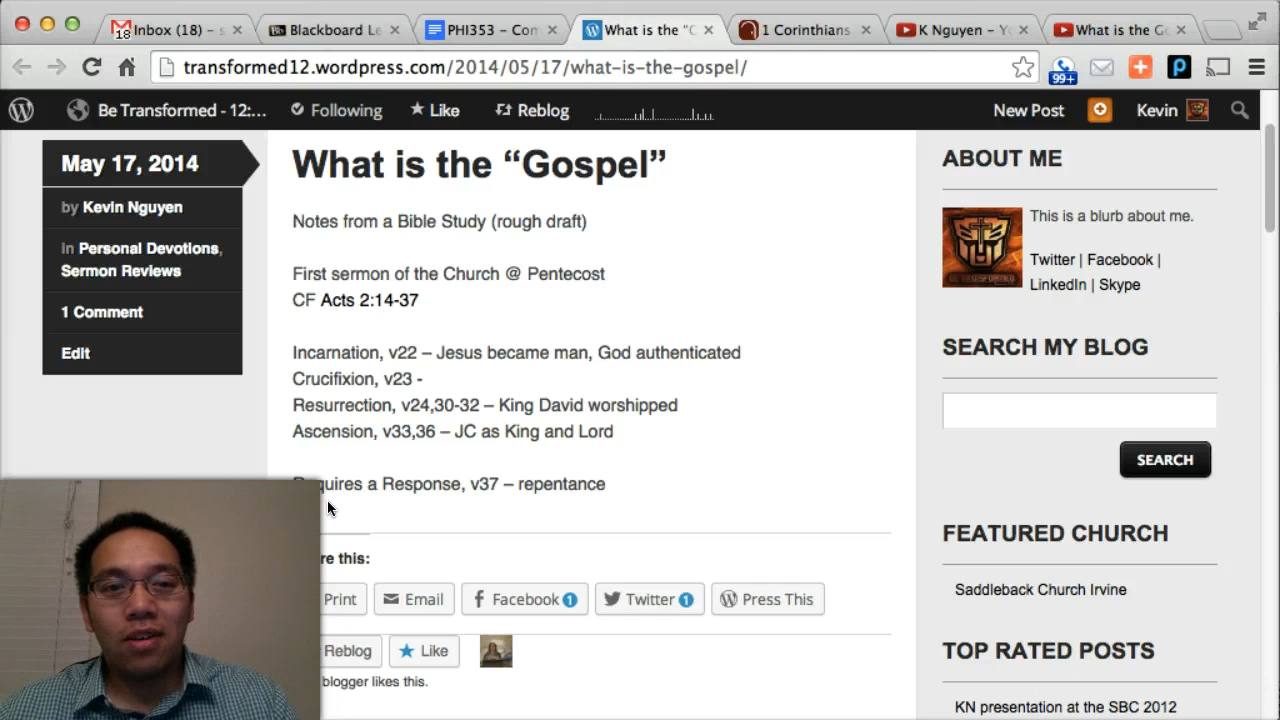 Inbox (18) –
18
Blackboard Le
PHI353 – Con
What is the "G
1 Corinthians
K Nguyen – Yo
What is the Go
transformed12.wordpress.com/2014/05/17/what-is-the-gospel/
99+
Be Transformed - 12:...
Following
Like
Reblog
New Post
Kevin
May 17, 2014
by Kevin Nguyen
in Personal Devotions,
Sermon Reviews
1 Comment
Edit
What is the “Gospel”
Notes from a Bible Study (rough draft)
First sermon of the Church @ Pentecost
CF Acts 2:14-37
Incarnation, v22 – Jesus became man, God authenticated
Crucifixion, v23 -
Resurrection, v24,30-32 – King David worshipped
Ascension, v33,36 – JC as King and Lord
Requires a Response, v37 – repentance
re this:
Print
Email
Facebook 1
Twitter 1
Press This
Reblog
Like
blogger likes this.
ABOUT ME
This is a blurb about me.
Twitter | Facebook |
LinkedIn | Skype
SEARCH MY BLOG
SEARCH
FEATURED CHURCH
Saddleback Church Irvine
TOP RATED POSTS
KN presentation at the SBC 2012